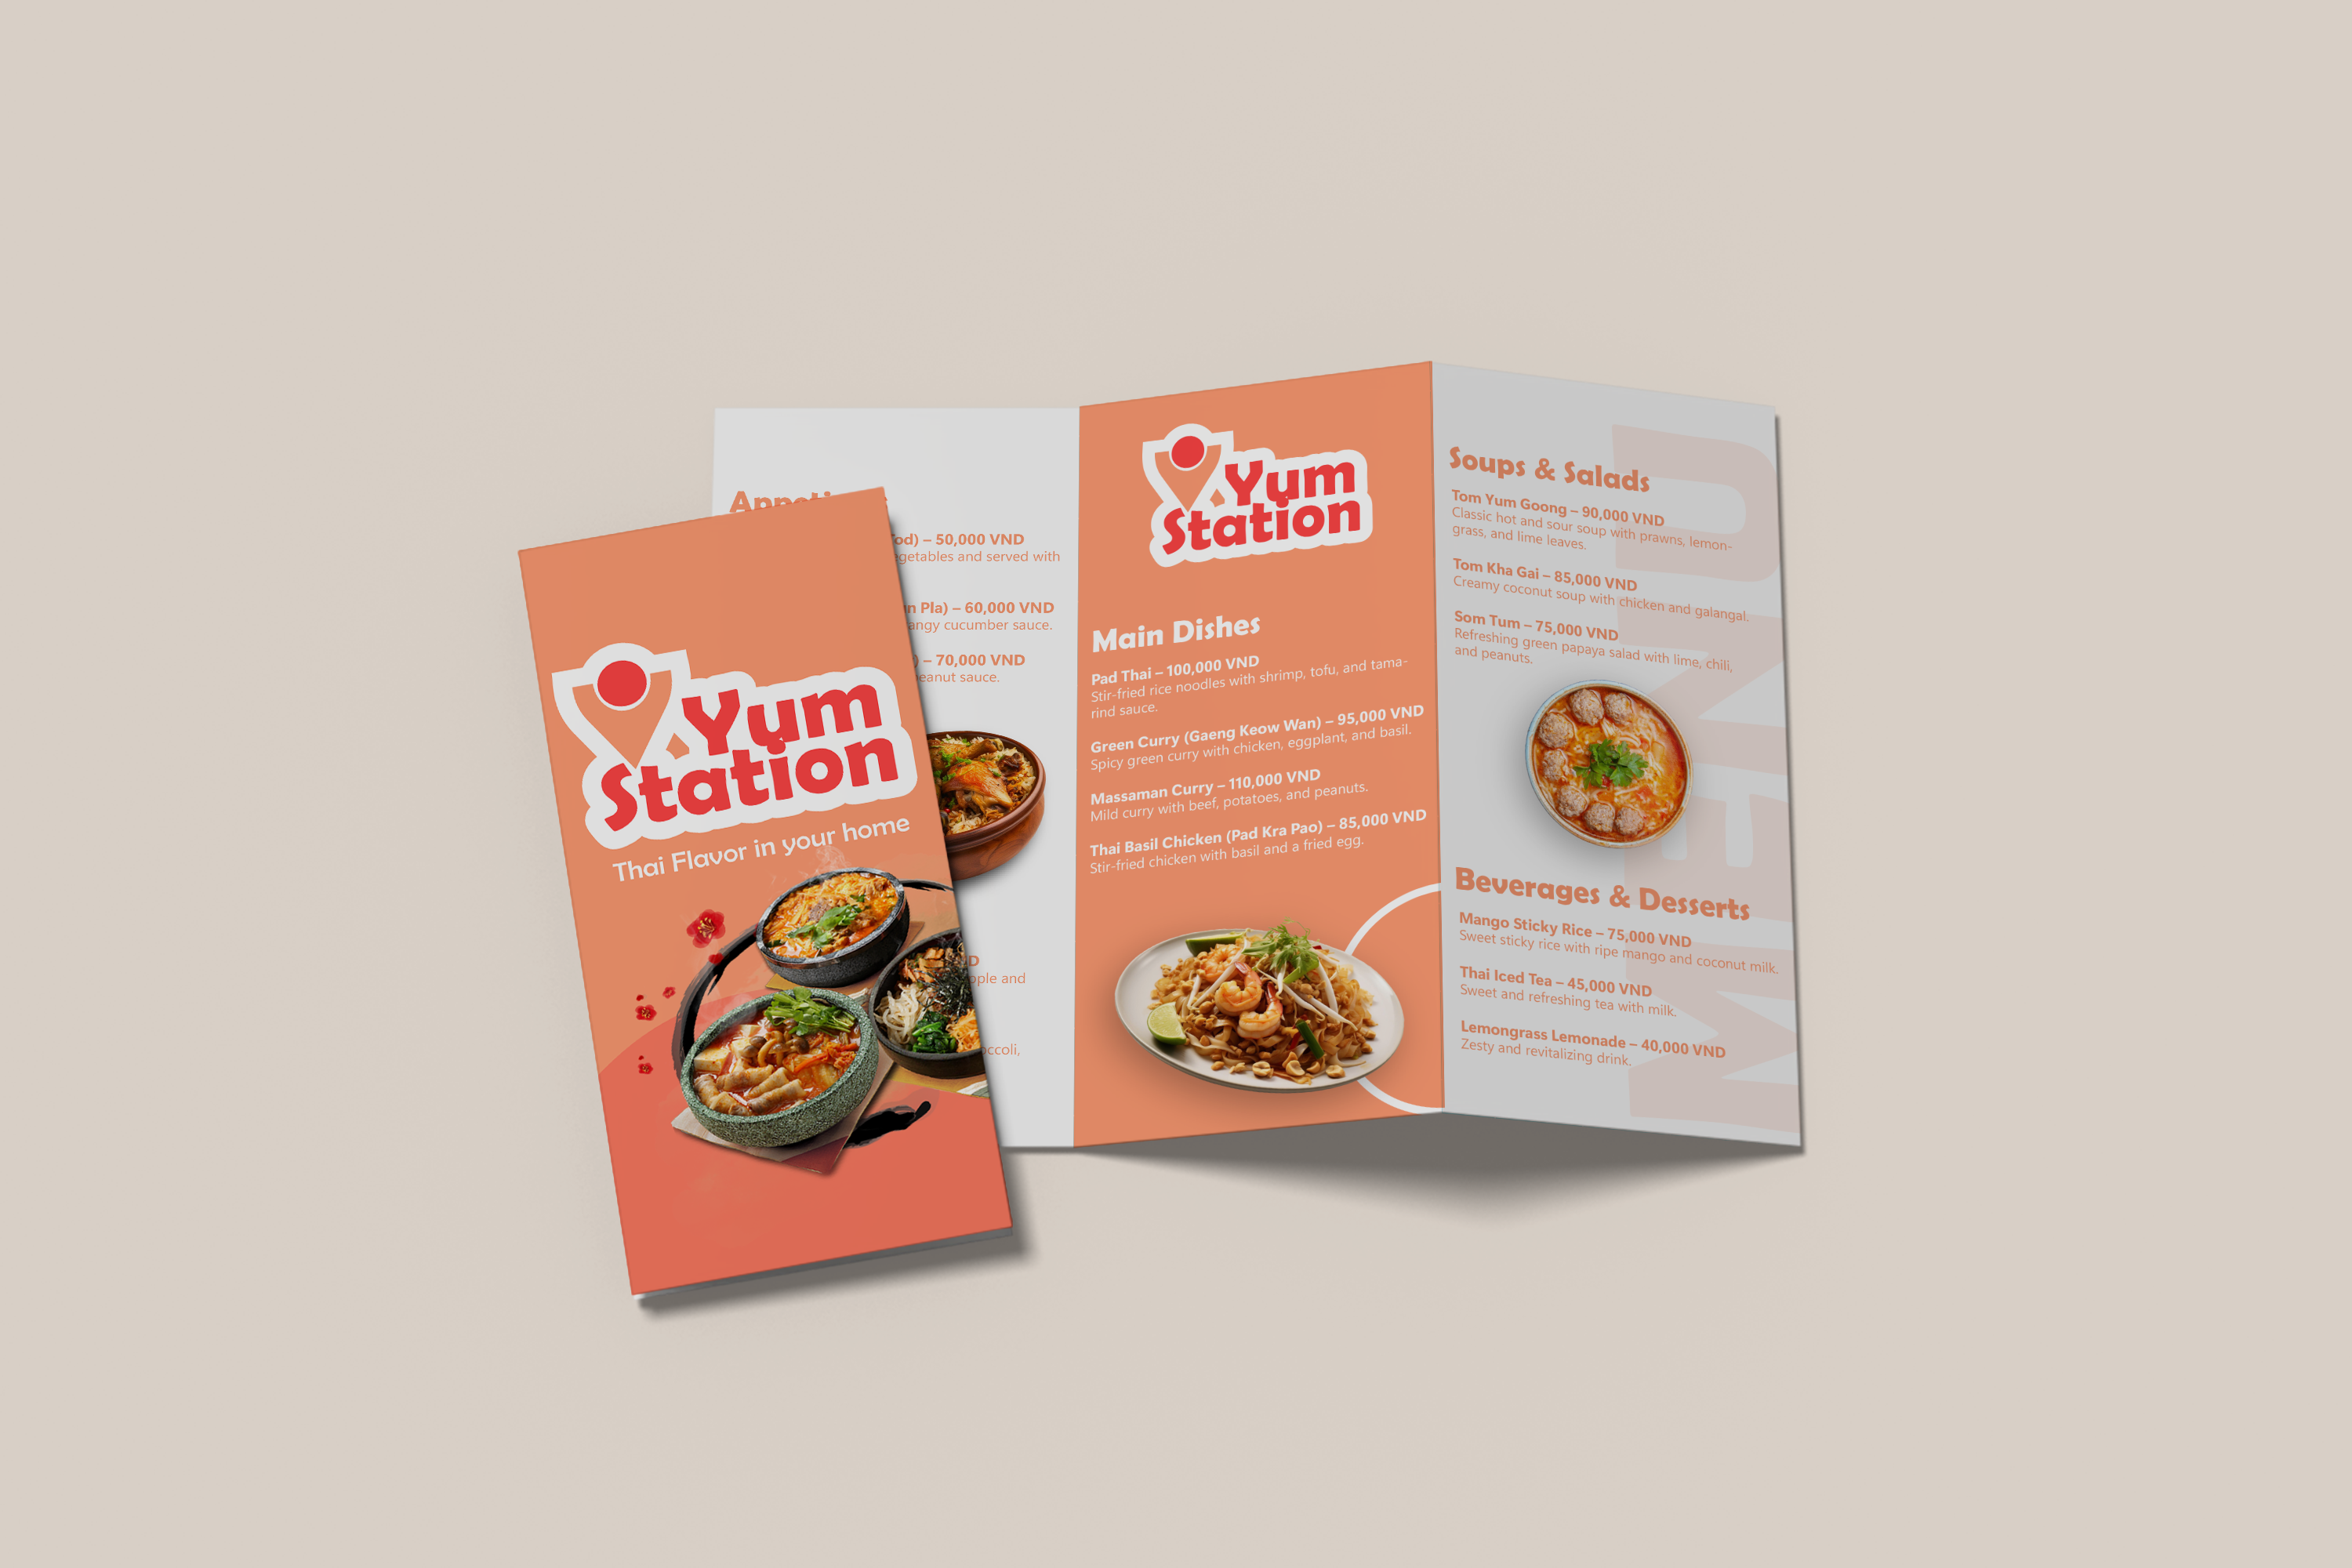 Yum
Station
Thai Flavor in your home
– 50,000 VND
and served with
Pla) – 60,000 VND
cucumber sauce.
– 70,000 VND
sauce.
and
Yum
Station
Main Dishes
Pad Thai – 100,000 VND
Stir-fried rice noodles with shrimp, tofu, and tama-
rind sauce.
Green Curry (Gaeng Keow Wan) – 95,000 VND
Spicy green curry with chicken, eggplant, and basil.
Massaman Curry – 110,000 VND
Mild curry with beef, potatoes, and peanuts.
Thai Basil Chicken (Pad Kra Pao) – 85,000 VND
Stir-fried chicken with basil and a fried egg.
MENU
Soups & Salads
Tom Yum Goong – 90,000 VND
Classic hot and sour soup with prawns, lemon-
grass, and lime leaves.
Tom Kha Gai – 85,000 VND
Creamy coconut soup with chicken and galangal.
Som Tum – 75,000 VND
Refreshing green papaya salad with lime, chili,
and peanuts.
Beverages & Desserts
Mango Sticky Rice – 75,000 VND
Sweet sticky rice with ripe mango and coconut milk.
Thai Iced Tea – 45,000 VND
Sweet and refreshing tea with milk.
Lemongrass Lemonade – 40,000 VND
Zesty and revitalizing drink.